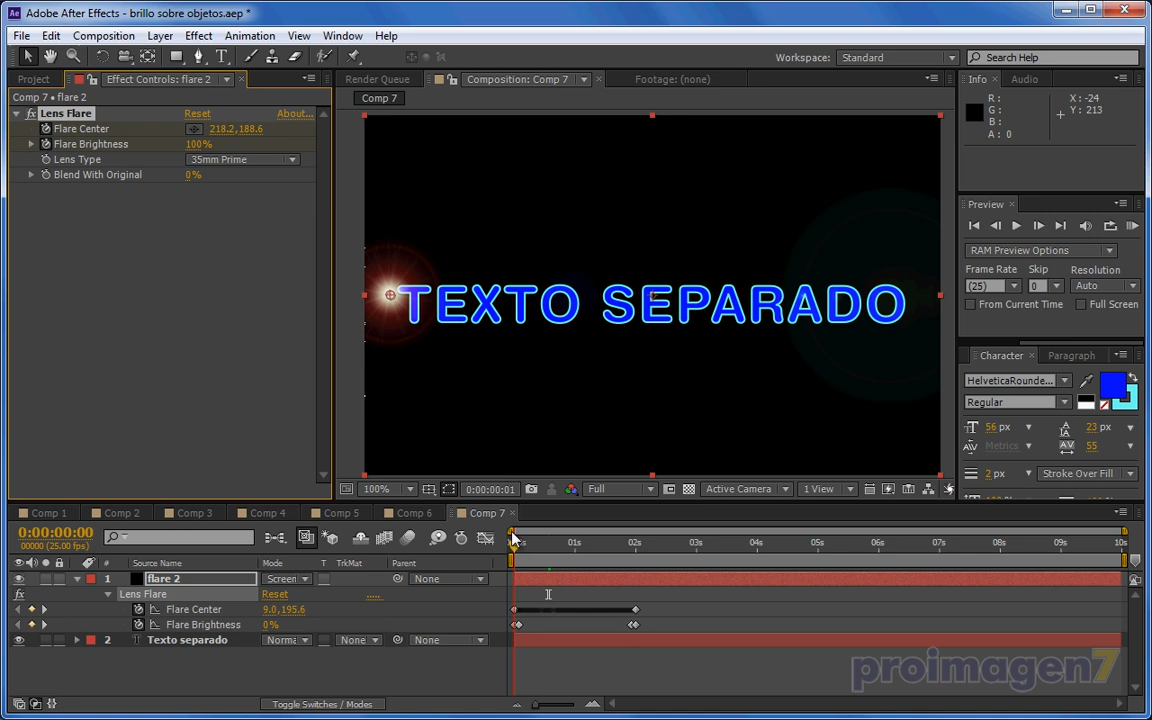 Adobe After Effects - brillo sobre objetos.aep *
File Edit Composition Layer Effect Animation View Window Help
Workspace: Standard
Search Help
Project Effect Controls: flare 2
Render Queue Composition: Comp 7 Footage: (none)
Info Audio
Comp 7 • flare 2
Comp 7
Lens Flare Reset About...
Flare Center 218.2,188.6
Flare Brightness 100%
Lens Type 35mm Prime
Blend With Original 0%
R:
G:
B:
A: 0
X: -24
Y: 213
TEXTO SEPARADO
Preview
RAM Preview Options
Frame Rate Skip Resolution
(25) 0 Auto
From Current Time Full Screen
Character Paragraph
HelveticaRounde...
Regular
56 px 23 px
Metrics 55
2 px Stroke Over Fill
100% 0:00:00:01 Full Active Camera 1 View
Comp 1 Comp 2 Comp 3 Comp 4 Comp 5 Comp 6 Comp 7
0:00:00:00
00000 (25.00 fps)
01s 02s 03s 04s 05s 06s 07s 08s 09s 10s
# Source Name Mode T TrkMat Parent
1 flare 2 Screen None
Lens Flare Reset .....
Flare Center 9.0,195.6
Flare Brightness 0%
2 Texto separado Norma None None
Toggle Switches / Modes
proimagen7